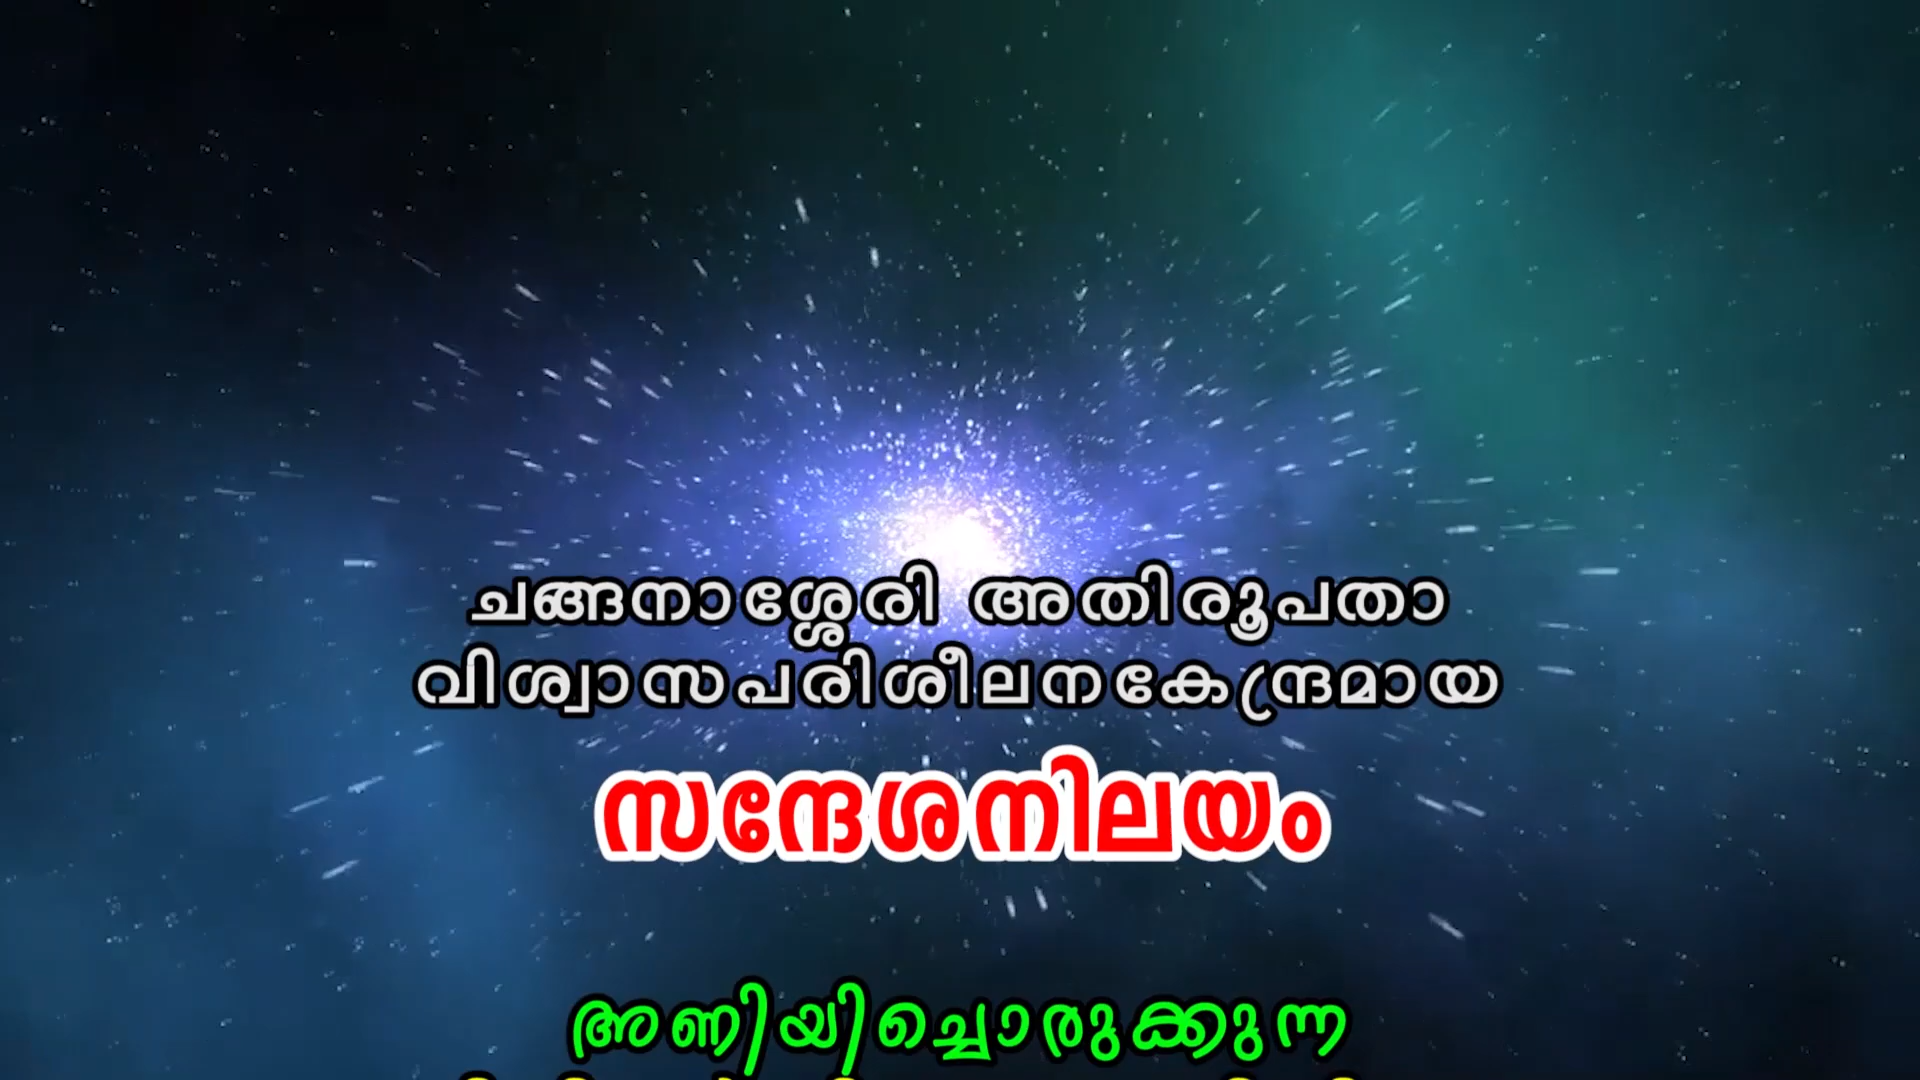 ചങ്ങനാശ്ശേരി അതിരൂപതാ
വിശ്വാസപരിശീലനകേന്ദ്രമായ
സന്ദേശനിലയം
അണിയിച്ചൊരുക്കുന്ന